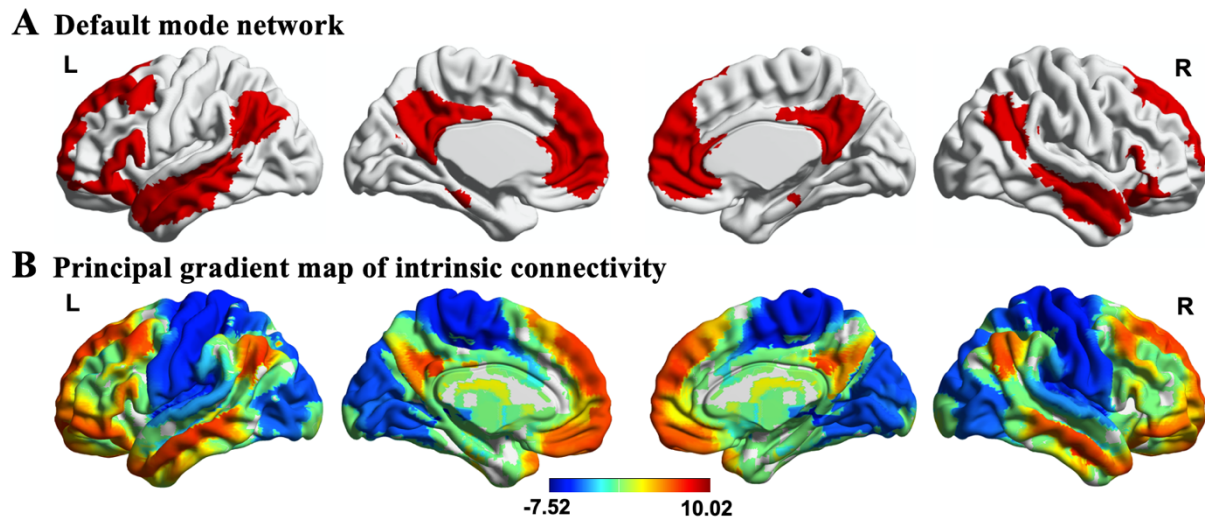 A Default mode network
L
R
B Principal gradient map of intrinsic connectivity
L
R
-7.52 10.02